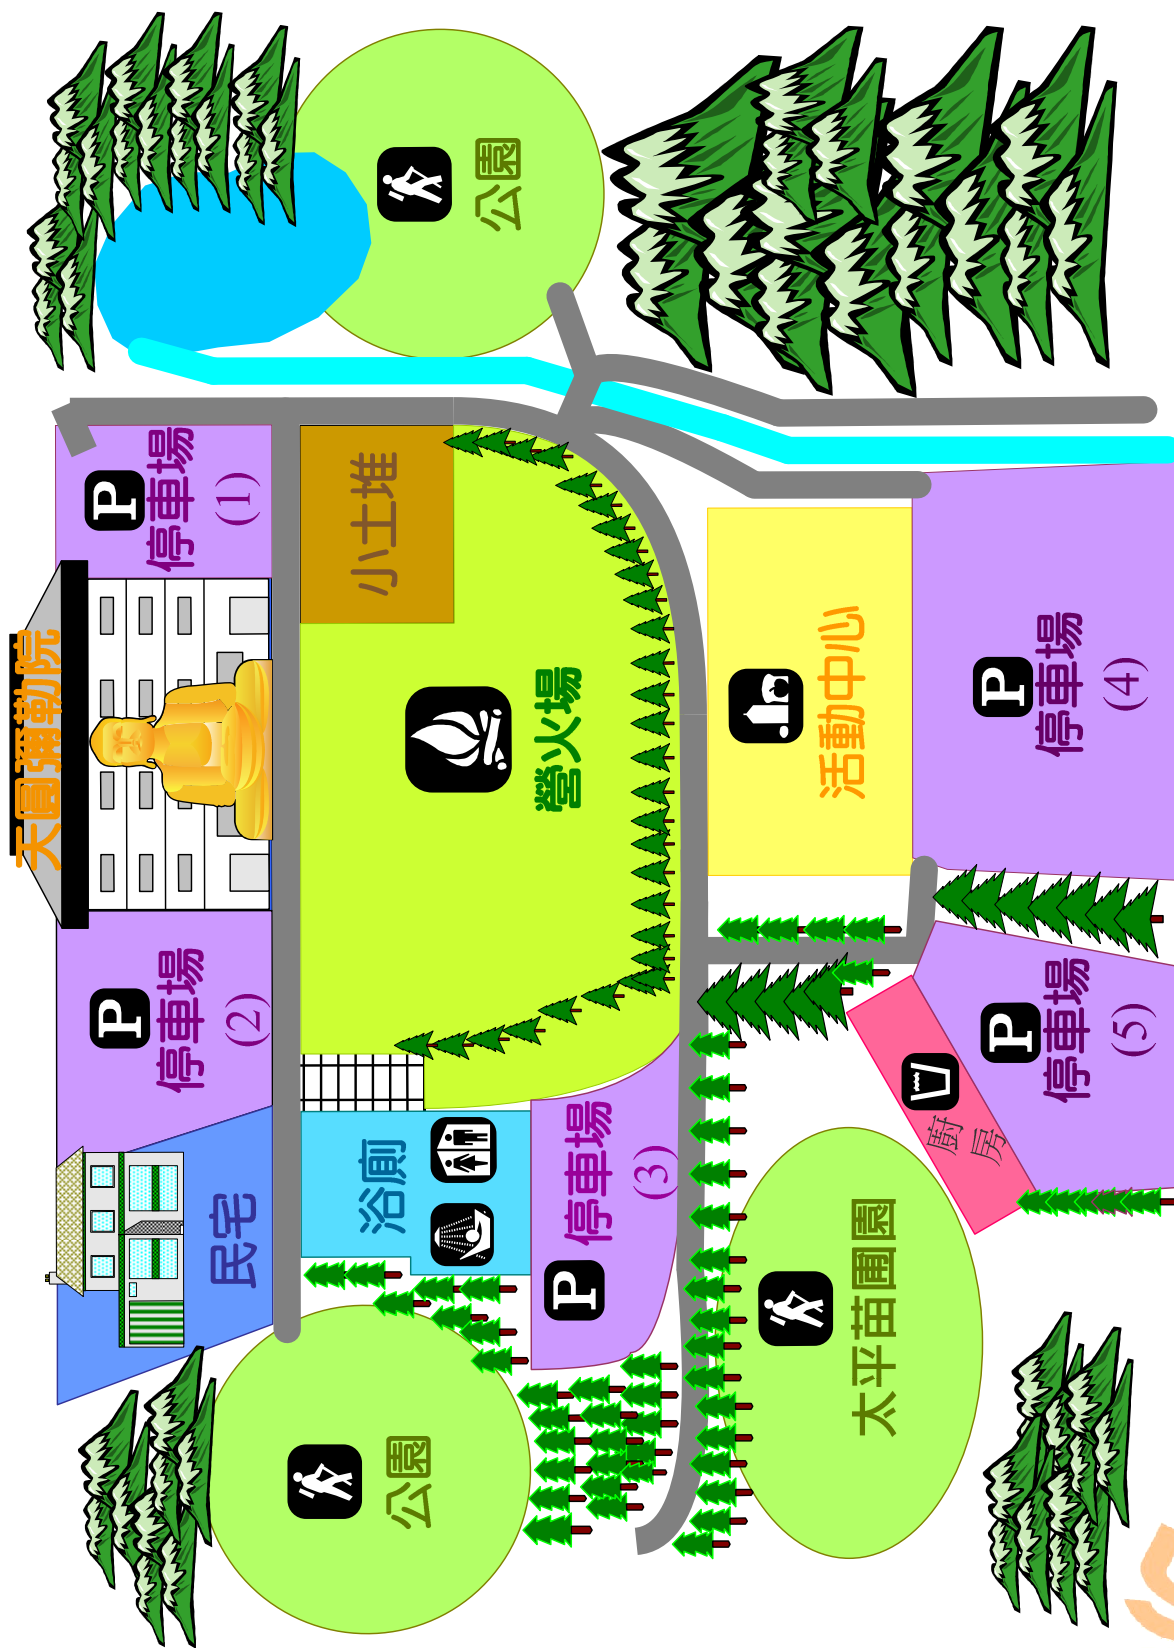 天圓彌勒院
P
停車場
(2)
P
停車場
(1)
民宅
浴廁
小土堆
公園
營火場
公園
P
停車場
(3)
太平苗圃園
活動中心
廚
房
P
停車場
(5)
P
停車場
(4)